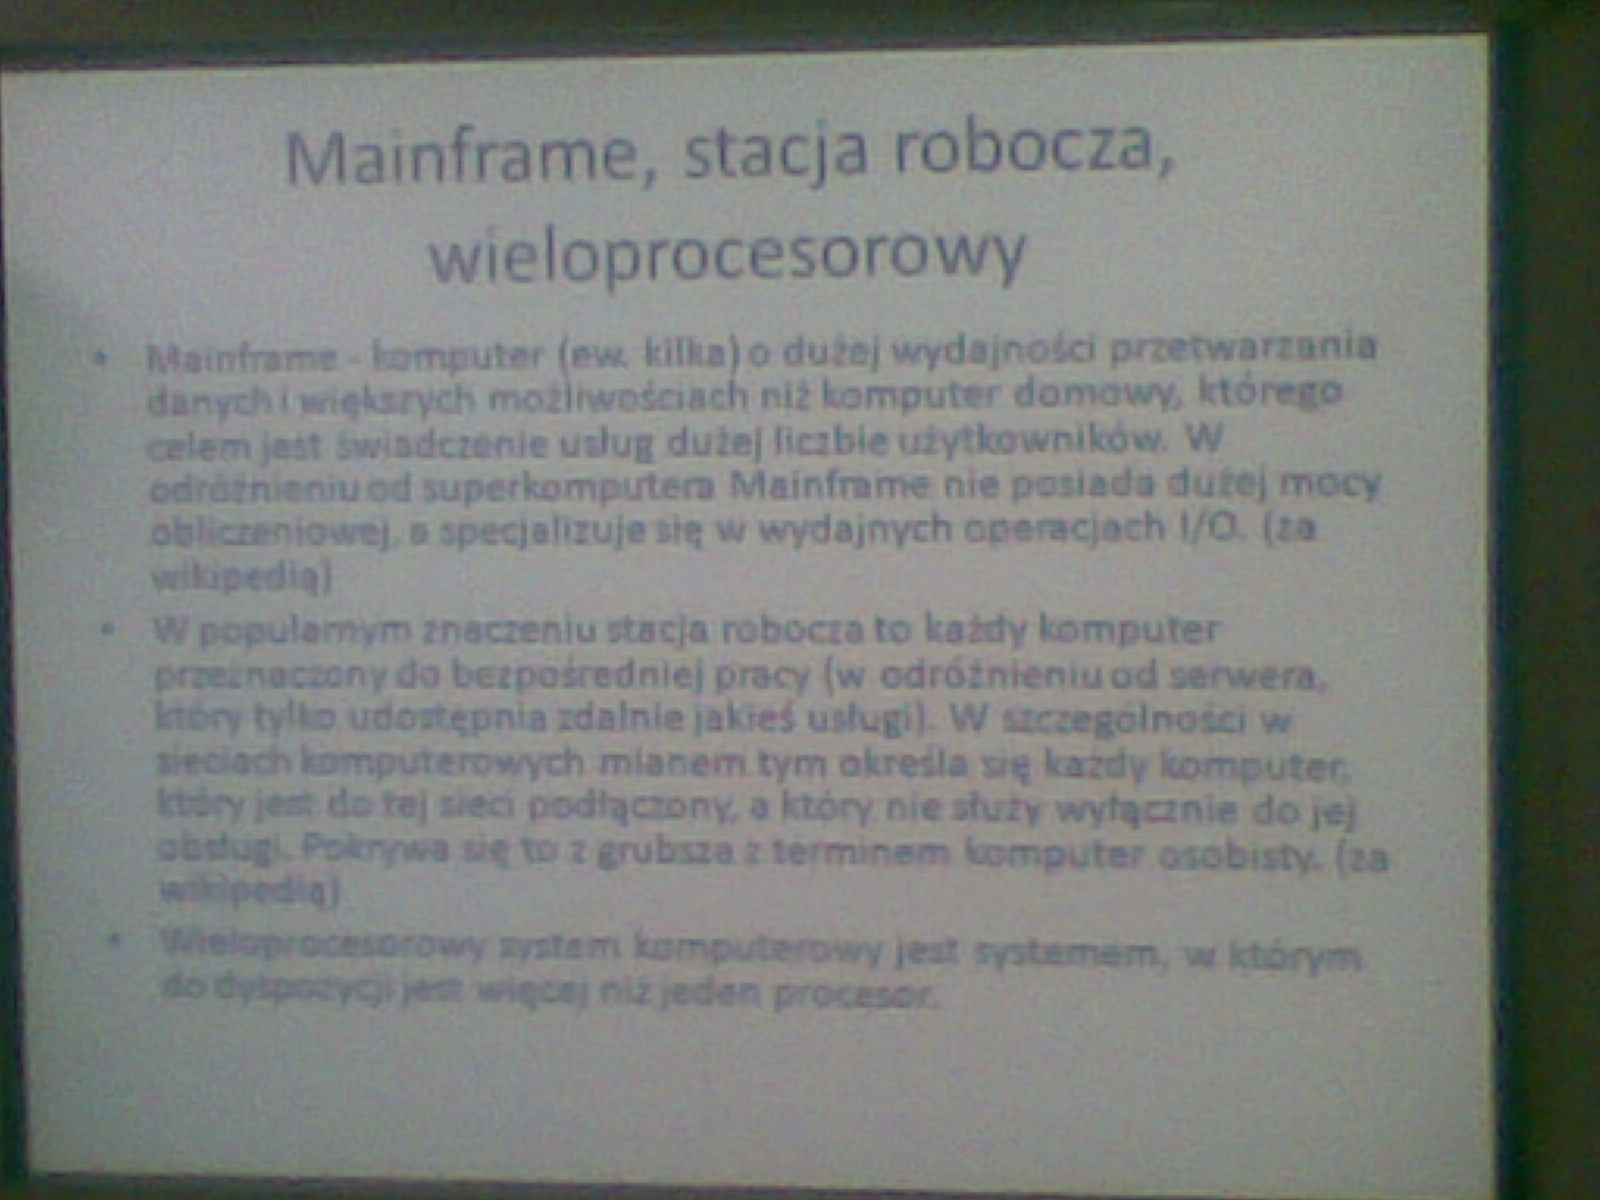 Mainframe, stacja robocza,
wieloprocesorowy
• Mainframe - komputer (ew. kilka) o dużej wydajności przetwarzania
danych i większych możliwościach niż komputer domowy, którego
celem jest świadczenie usług dużej liczbie użytkowników. W
odróżnieniu od superkomputera Mainframe nie posiada dużej mocy
obliczeniowej, a specjalizuje się w wydajnych operacjach I/O. (za
wikipedią)
• W popularnym znaczeniu stacja robocza to każdy komputer
przeznaczony do bezpośredniej pracy (w odróżnieniu od serwera,
który tylko udostępnia zdalnie jakieś usługi). W szczególności w
sieciach komputerowych mianem tym określa się każdy komputer,
który jest do tej sieci podłączony, a który nie służy wyłącznie do jej
obsługi. Pokrywa się to z grubsza z terminem komputer osobisty. (za
wikipedią)
• Wieloprocesorowy system komputerowy jest systemem, w którym
do dyspozycji jest więcej niż jeden procesor.